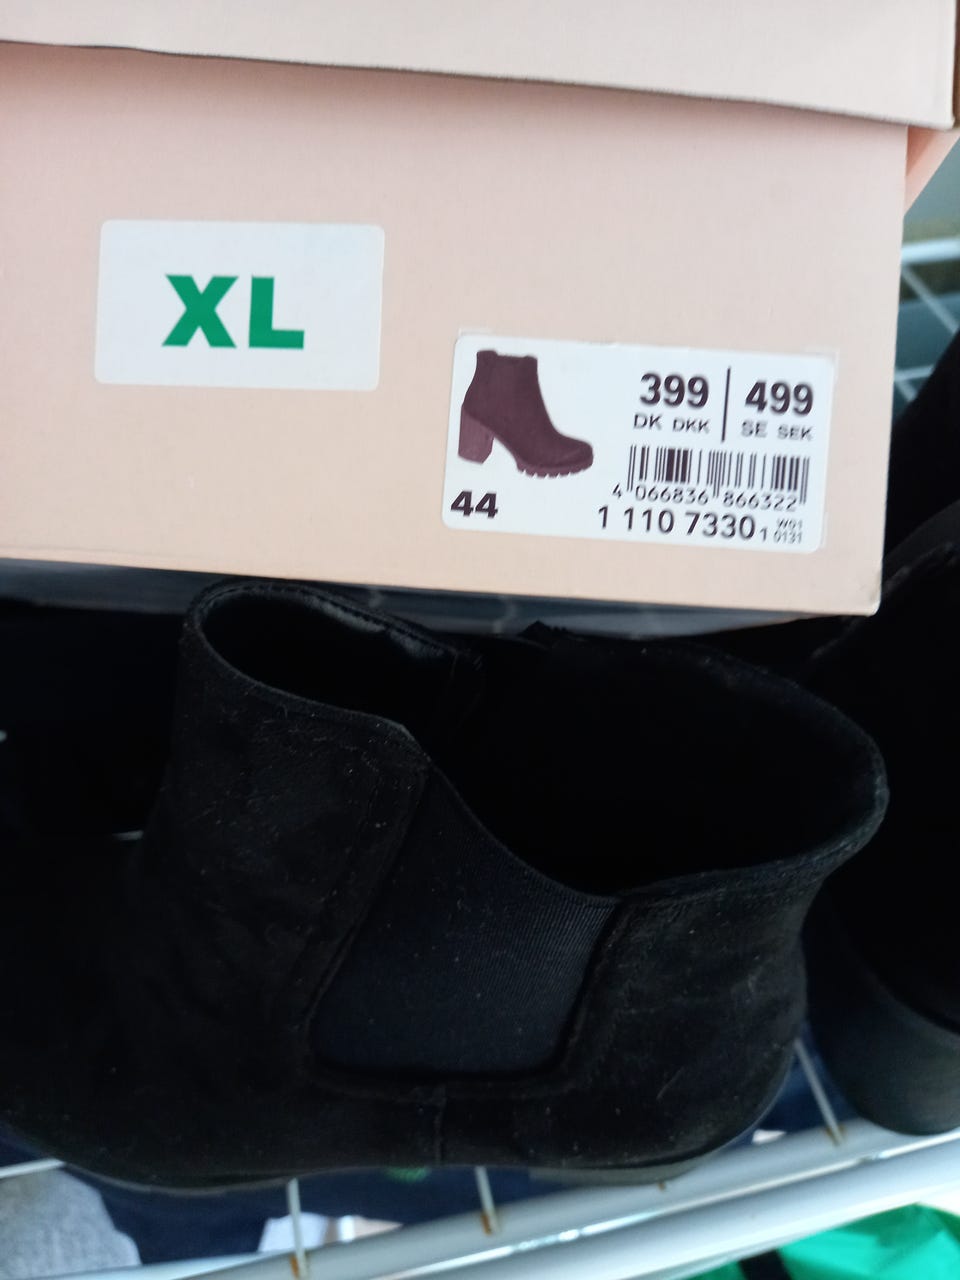 XL
399 499
DK DKK SE SEK
4 066836 866322
44
1 110 7330 1 W01
0131